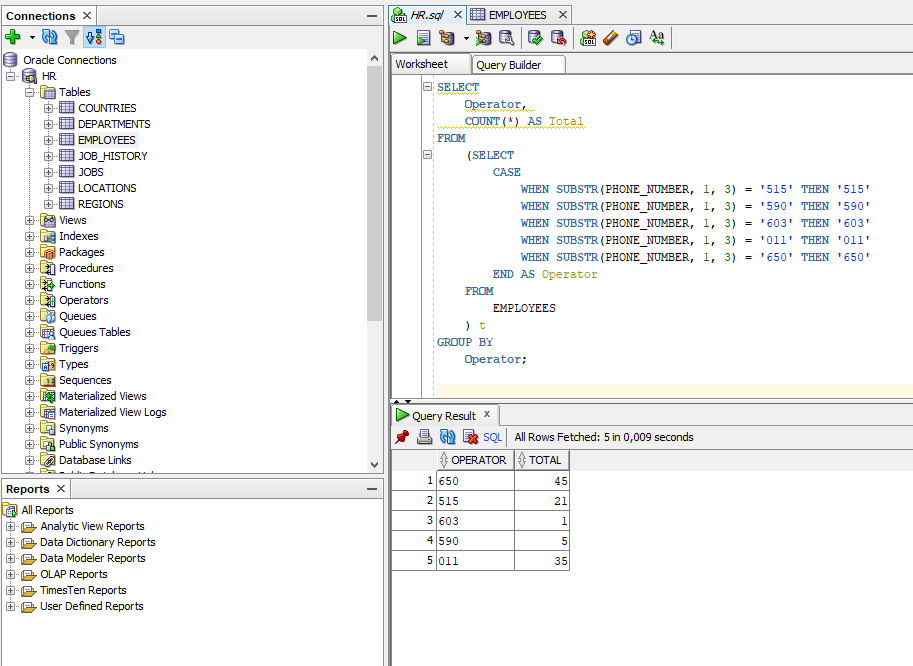 Connections
Oracle Connections
HR
Tables
COUNTRIES
DEPARTMENTS
EMPLOYEES
JOB_HISTORY
JOBS
LOCATIONS
REGIONS
Views
Indexes
Packages
Procedures
Functions
Operators
Queues
Queues Tables
Triggers
Types
Sequences
Materialized Views
Materialized View Logs
Synonyms
Public Synonyms
Database Links
Reports
All Reports
Analytic View Reports
Data Dictionary Reports
Data Modeler Reports
OLAP Reports
TimesTen Reports
User Defined Reports
HR.sql EMPLOYEES
Worksheet Query Builder
SELECT
Operator,
COUNT(*) AS Total
FROM
(SELECT
CASE
WHEN SUBSTR(PHONE_NUMBER, 1, 3) = '515' THEN '515'
WHEN SUBSTR(PHONE_NUMBER, 1, 3) = '590' THEN '590'
WHEN SUBSTR(PHONE_NUMBER, 1, 3) = '603' THEN '603'
WHEN SUBSTR(PHONE_NUMBER, 1, 3) = '011' THEN '011'
WHEN SUBSTR(PHONE_NUMBER, 1, 3) = '650' THEN '650'
END AS Operator
FROM
EMPLOYEES
) t
GROUP BY
Operator;
Query Result
SQL All Rows Fetched: 5 in 0,009 seconds
OPERATOR TOTAL
1 650 45
2 515 21
3 603 1
4 590 5
5 011 35